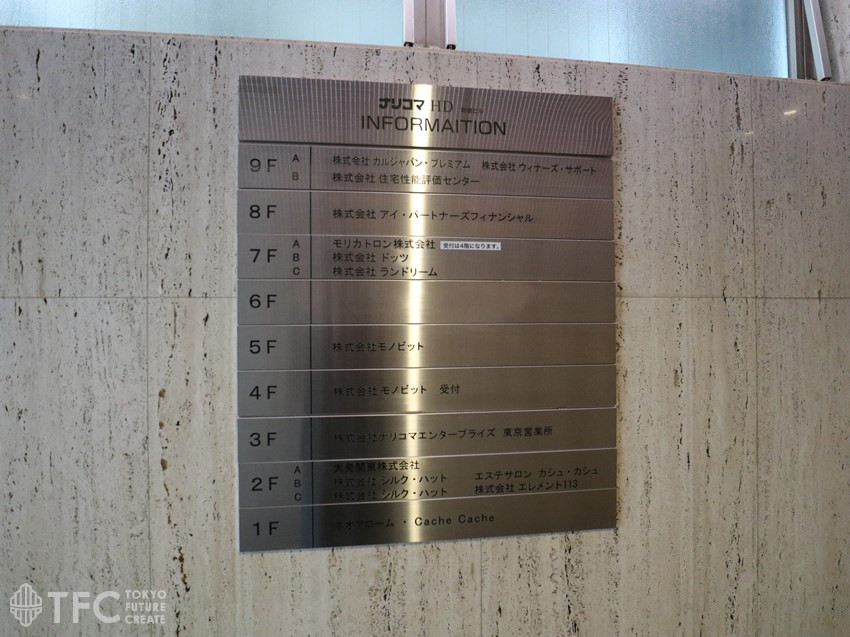 ナリコマ HD
INFORMAITION
9F A 株式会社 カルジャパン・プレミアム 株式会社 ウィナーズ・サポート
B 株式会社 住宅性能評価センター
8F 株式会社 アイ・パートナーズフィナンシャル
7F A モリカトロン株式会社 受付は4階になります。
B 株式会社 ドッツ
C 株式会社 ランドリーム
6F
5F 株式会社モノビット
4F 株式会社 モノビット 受付
3F 株式会社ナリコマエンタープライズ 東京営業所
2F A 大発関東株式会社
B 株式会社 シルク・ハット エステサロン カシュ・カシュ
C 株式会社 シルク・ハット 株式会社 エレメント113
1F ・ Cache Cache
TFC TOKYO
FUTURE
CREATE